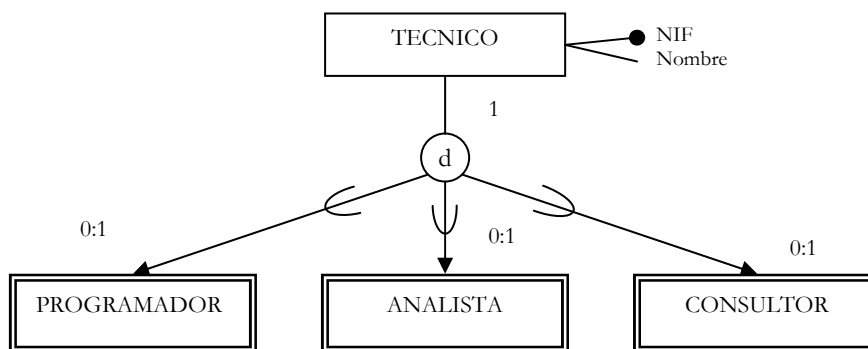 TECNICO
NIF
Nombre
1
d
0:1
0:1
0:1
PROGRAMADOR
ANALISTA
CONSULTOR